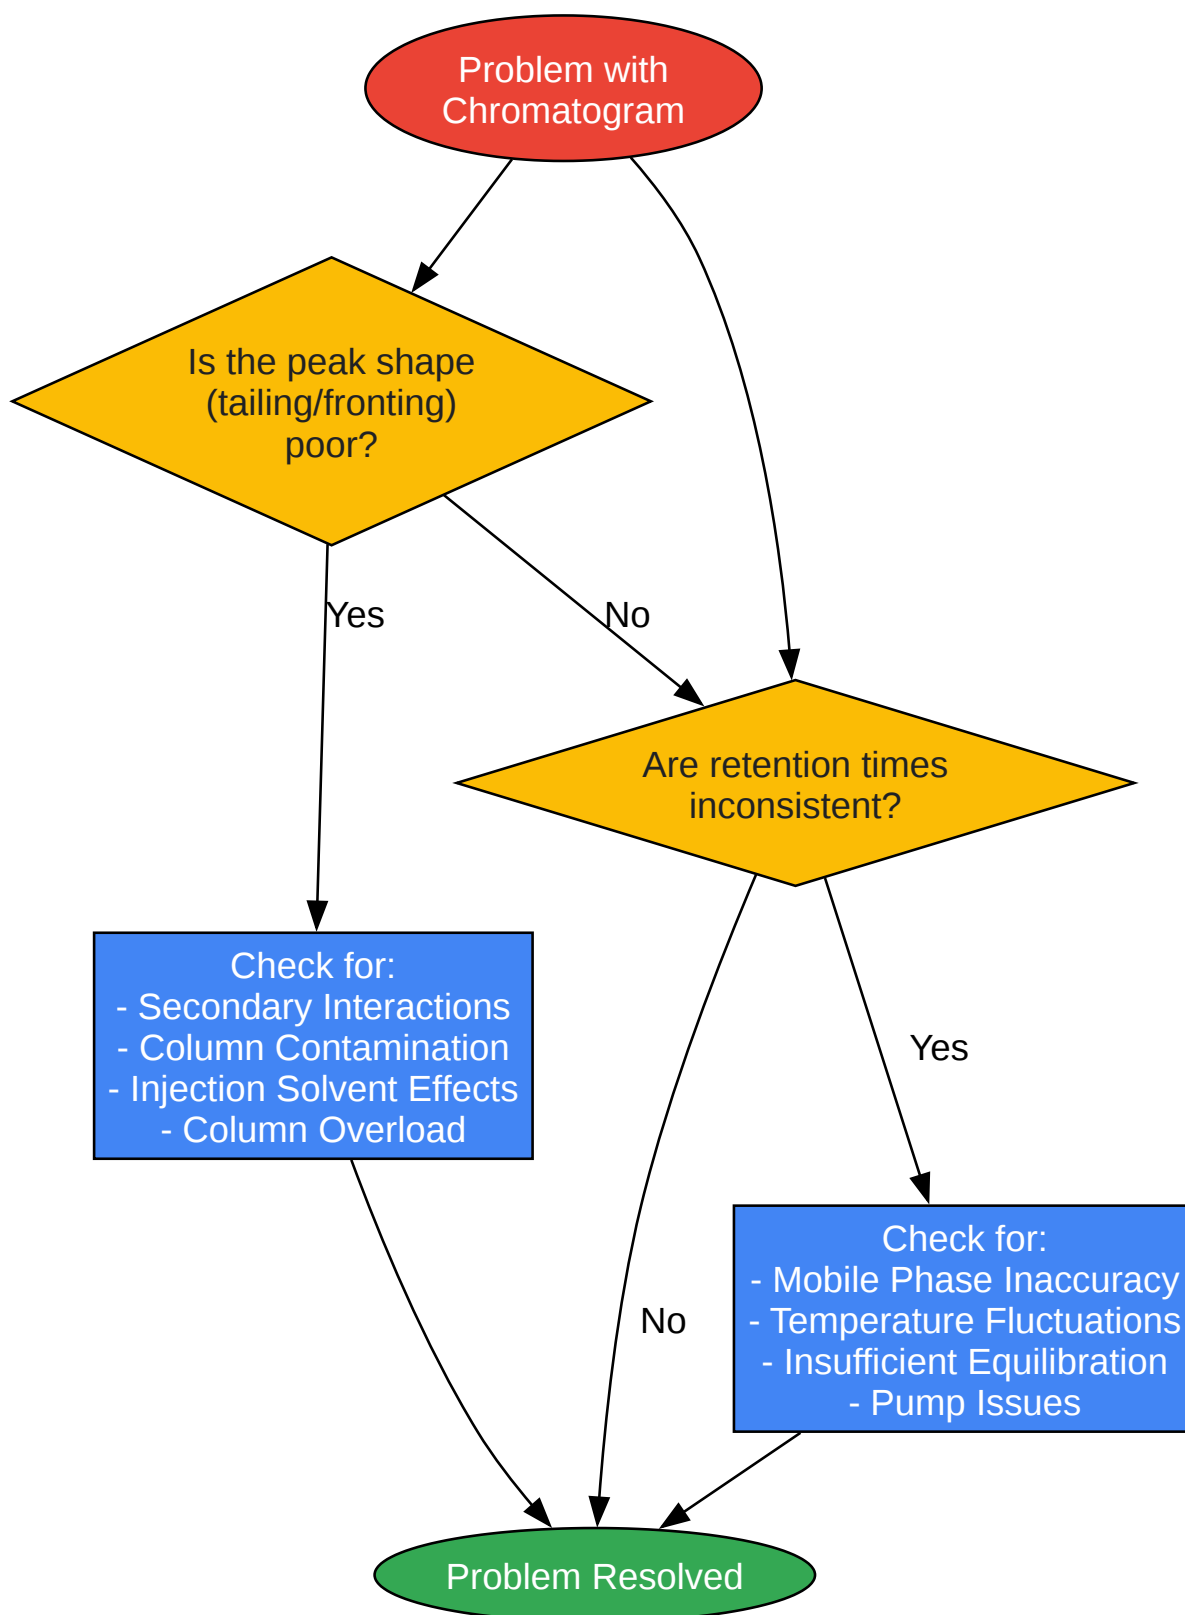 Problem with
Chromatogram
Is the peak shape
(tailing/fronting)
poor?
Yes
No
Are retention times
inconsistent?
Check for:
- Secondary Interactions
- Column Contamination
- Injection Solvent Effects
- Column Overload
Yes
Check for:
- Mobile Phase Inaccuracy
- Temperature Fluctuations
- Insufficient Equilibration
- Pump Issues
No
Problem Resolved